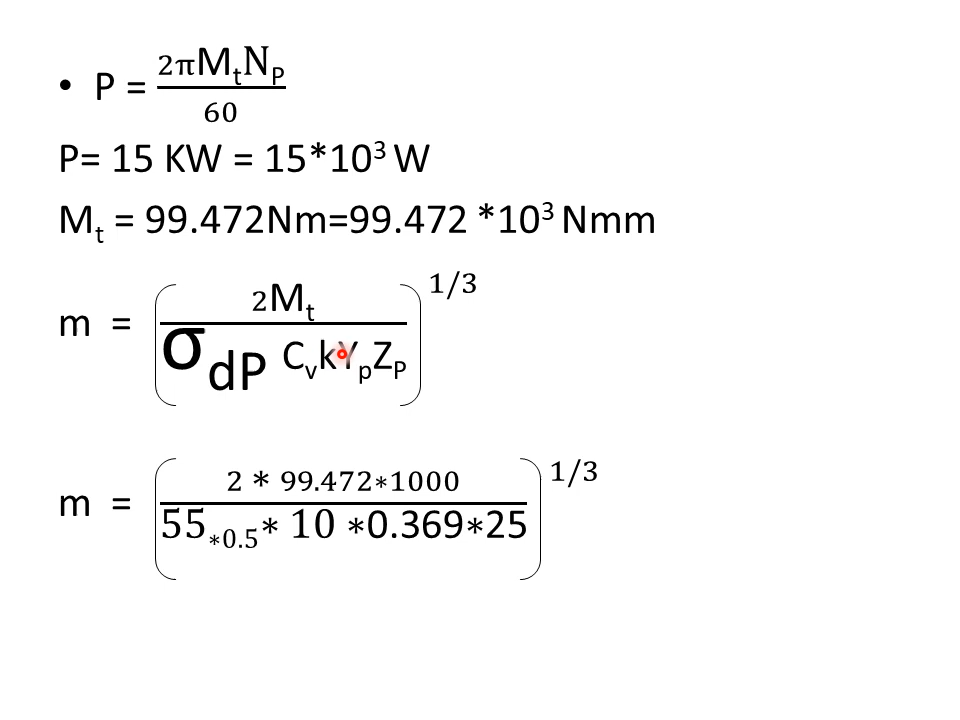 • P = 2πMtNP / 60
P= 15 KW = 15*10³ W
Mt = 99.472Nm=99.472 *10³ Nmm
m = (2Mt / σdP CvkYpZP)^1/3
m = (2 * 99.472*1000 / 55*0.5* 10 *0.369*25)^1/3